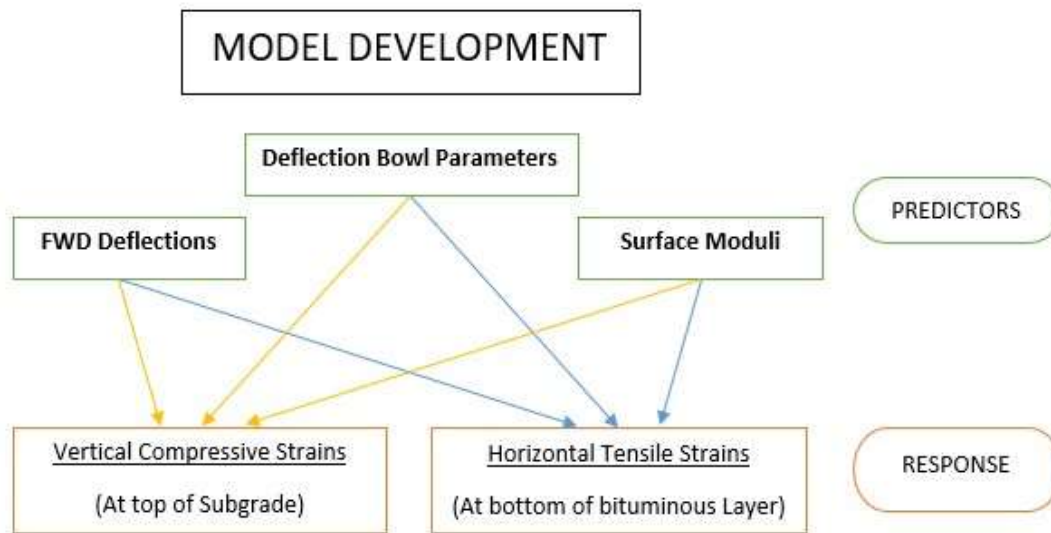 MODEL DEVELOPMENT
Deflection Bowl Parameters
PREDICTORS
FWD Deflections
Surface Moduli
Vertical Compressive Strains
(At top of Subgrade)
Horizontal Tensile Strains
(At bottom of bituminous Layer)
RESPONSE